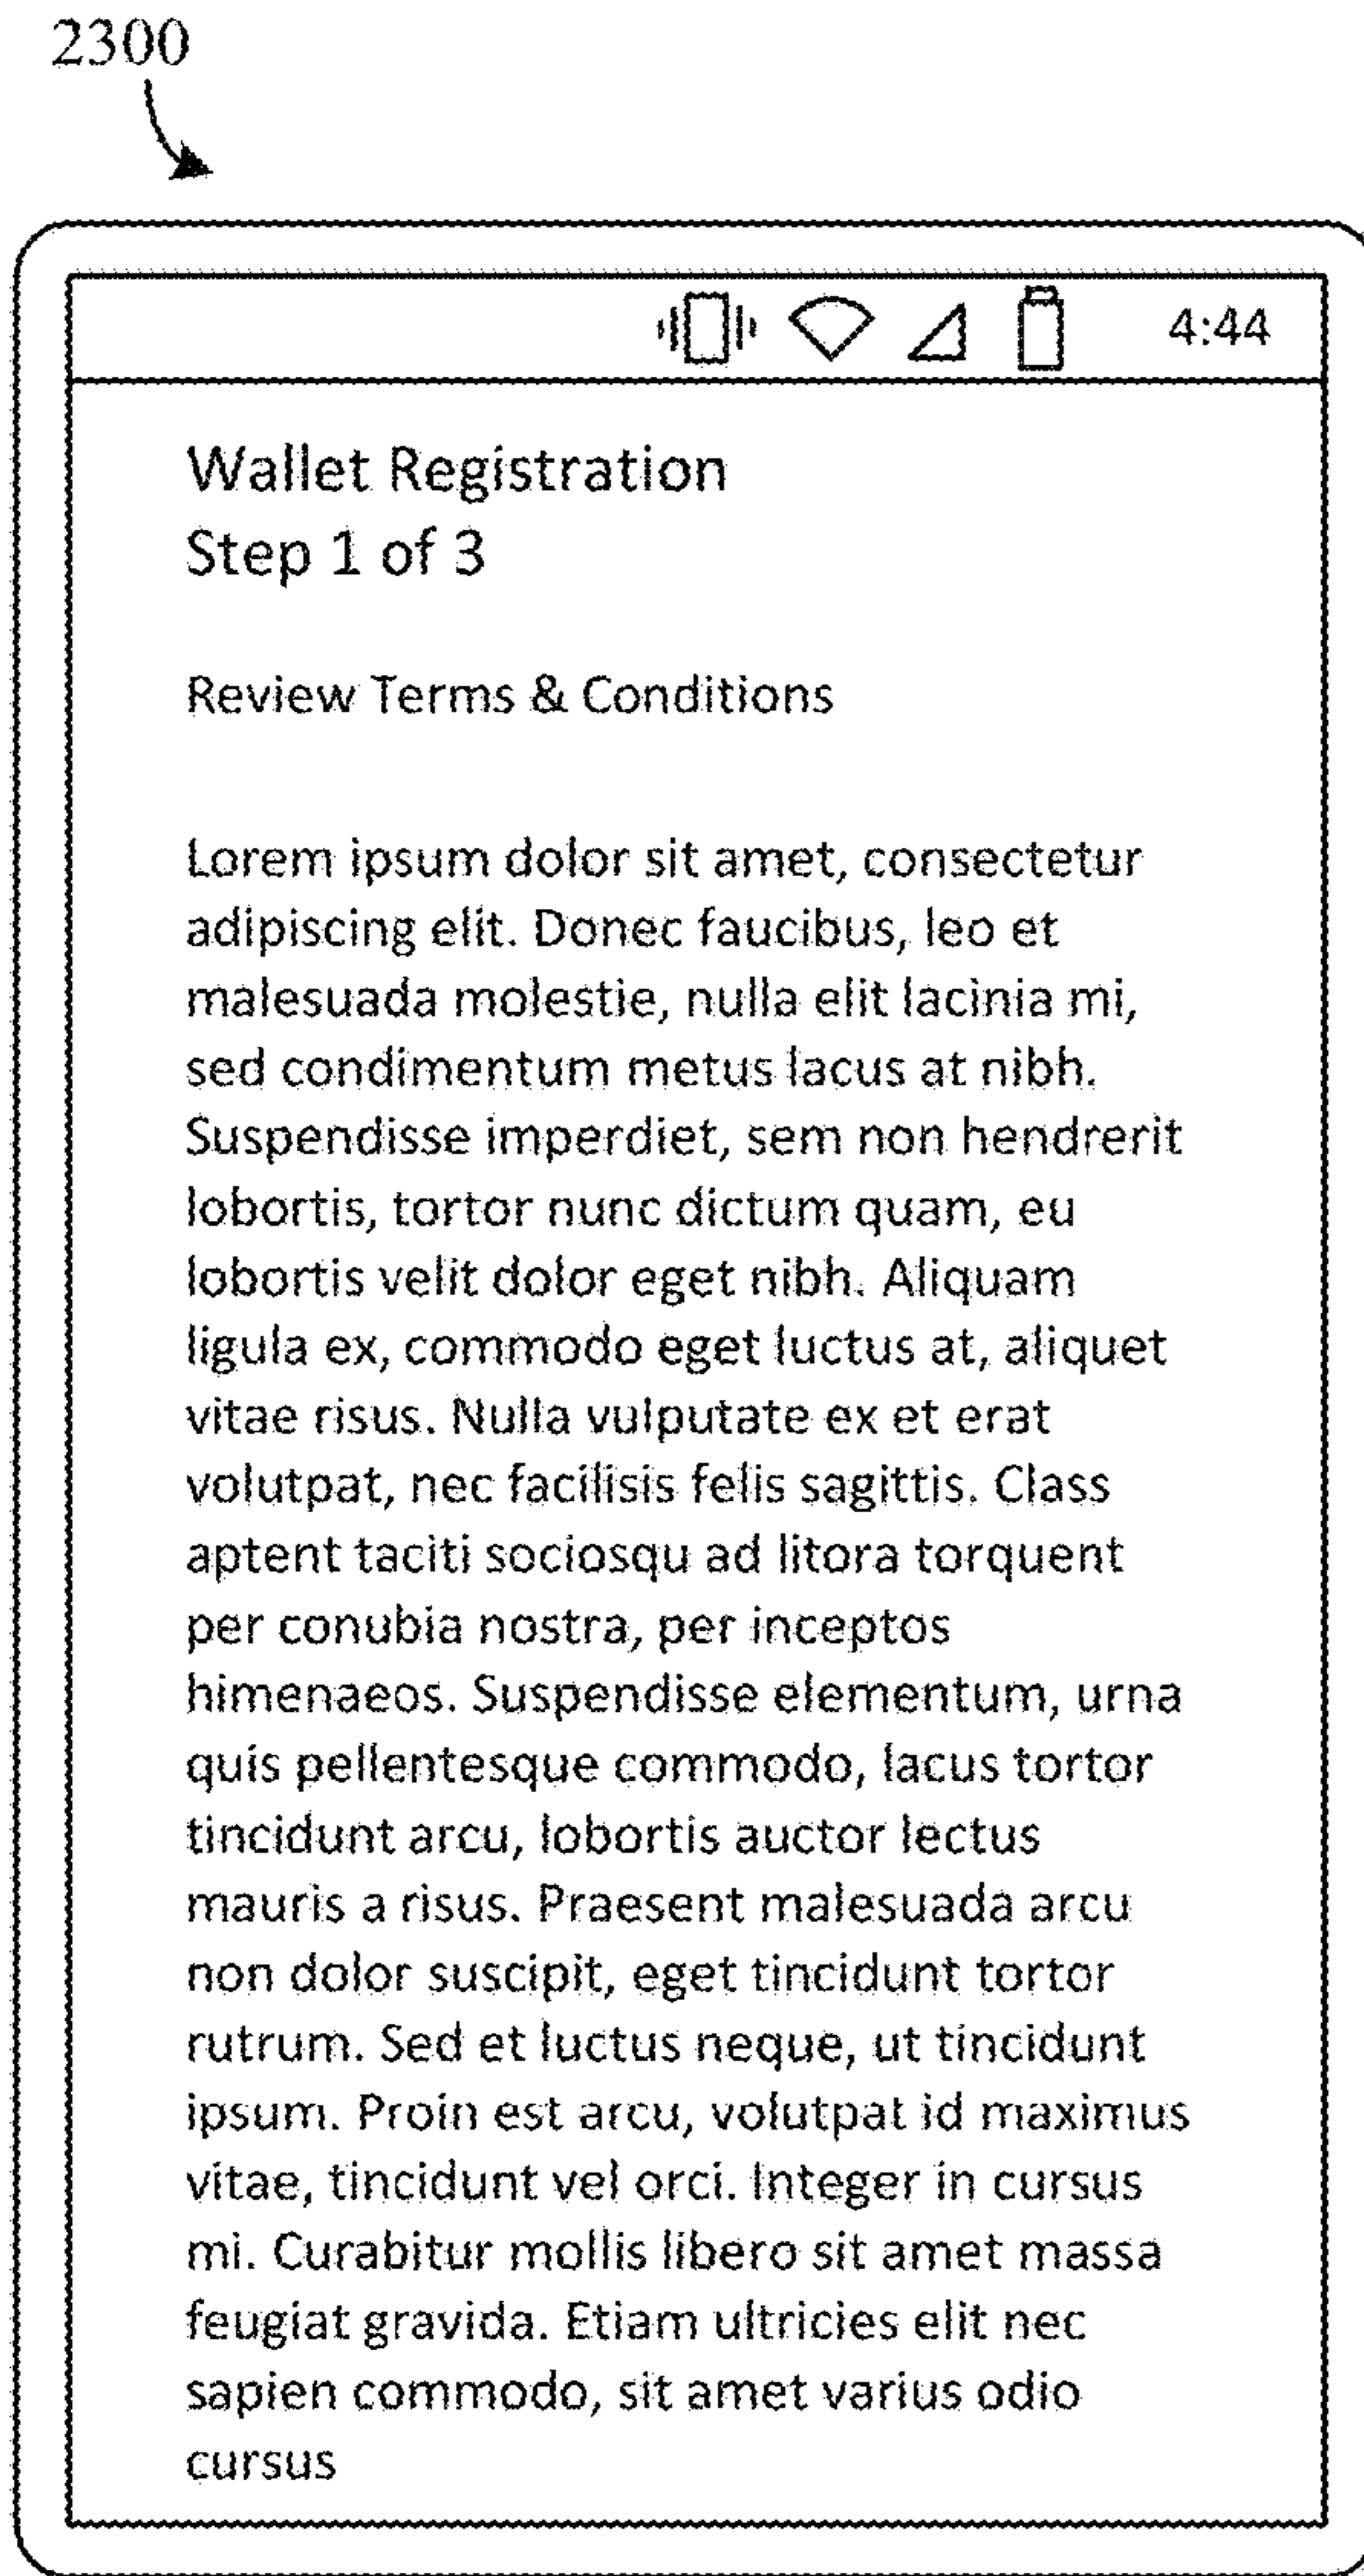 2300
4:44
Wallet Registration
Step 1 of 3
Review Terms & Conditions
Lorem ipsum dolor sit amet, consectetur
adipiscing elit. Donec faucibus, leo et
malesuada molestie, nulla elit lacinia mi,
sed condimentum metus lacus at nibh.
Suspendisse imperdiet, sem non hendrerit
lobortis, tortor nunc dictum quam, eu
lobortis velit dolor eget nibh. Aliquam
ligula ex, commodo eget luctus at, aliquet
vitae risus. Nulla vulputate ex et erat
volutpat, nec facilisis felis sagittis. Class
aptent taciti sociosqu ad litora torquent
per conubia nostra, per inceptos
himenaeos. Suspendisse elementum, urna
quis pellentesque commodo, lacus tortor
tincidunt arcu, lobortis auctor lectus
mauris a risus. Praesent malesuada arcu
non dolor suscipit, eget tincidunt tortor
rutrum. Sed et luctus neque, ut tincidunt
ipsum. Proin est arcu, volutpat id maximus
vitae, tincidunt vel orci. Integer in cursus
mi. Curabitur mollis libero sit amet massa
feugiat gravida. Etiam ultricies elit nec
sapien commodo, sit amet varius odio
cursus